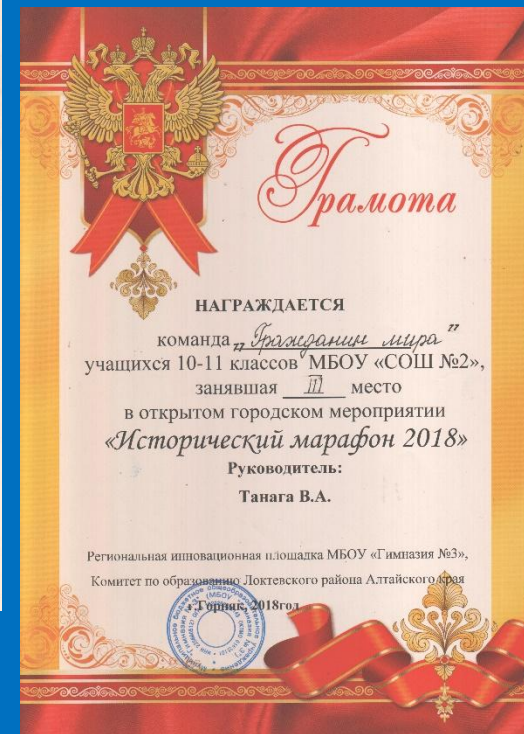 Грамота
НАГРАЖДАЕТСЯ
команда „Гражданин мира"
учащихся 10-11 классов МБОУ «СОШ №2»,
занявшая III место
в открытом городском мероприятии
«Исторический марафон 2018»
Руководитель:
Танага В.А.
Региональная инновационная площадка МБОУ «Гимназия №3»,
Комитет по образованию Локтевского района Алтайского края
г.Горняк, 2018год